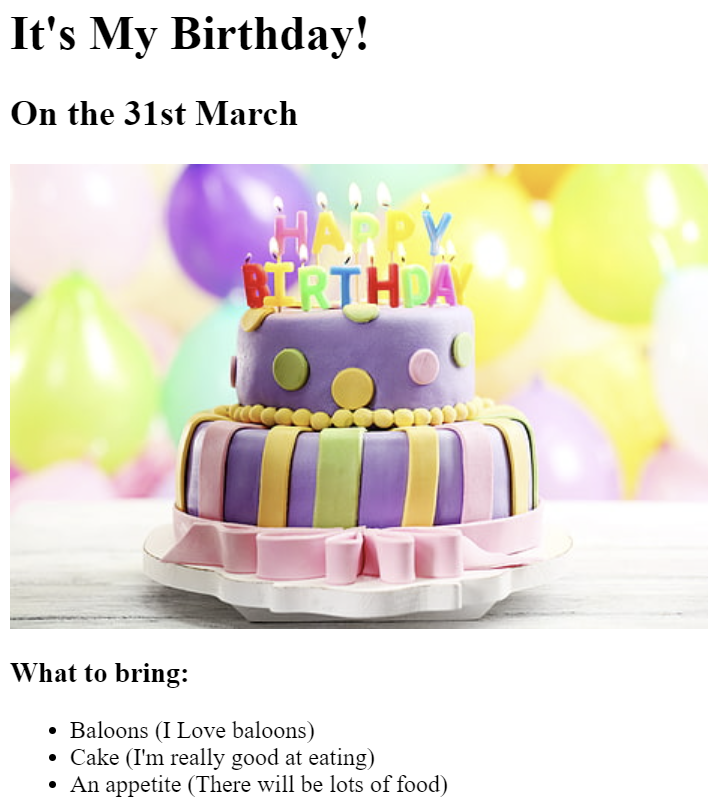 It's My Birthday!
On the 31st March
HAPPY
BIRTHDAY
What to bring:
Baloons (I Love baloons)
Cake (I'm really good at eating)
An appetite (There will be lots of food)